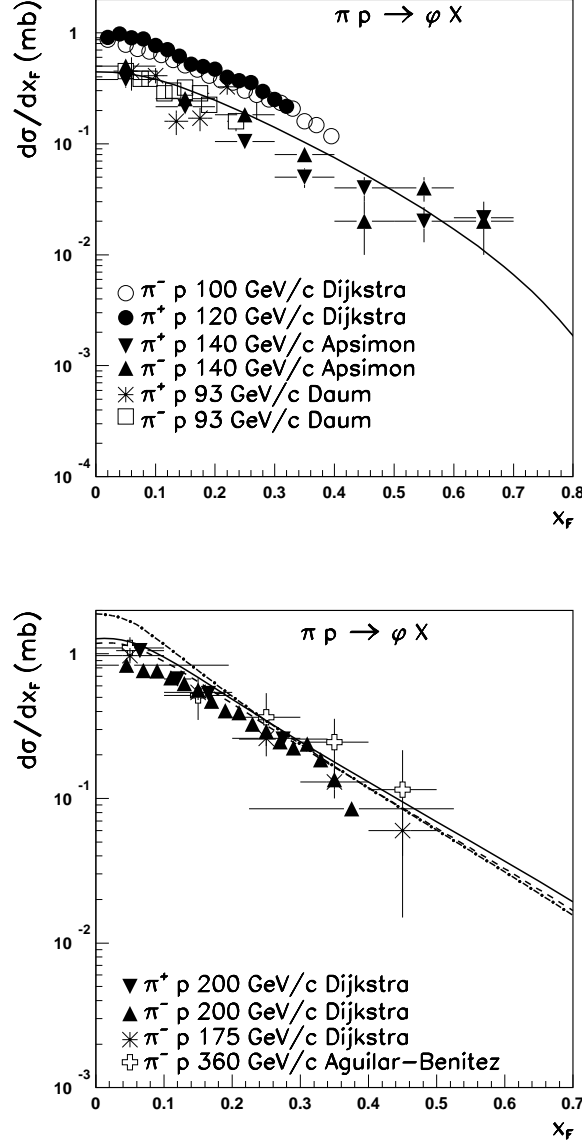 π p → φ X
dσ/dx_F (mb)
1
10⁻¹
10⁻²
10⁻³
10⁻⁴
π⁻ p 100 GeV/c Dijkstra
π⁺ p 120 GeV/c Dijkstra
π⁺ p 140 GeV/c Apsimon
π⁻ p 140 GeV/c Apsimon
π⁺ p 93 GeV/c Daum
π⁻ p 93 GeV/c Daum
0 0.1 0.2 0.3 0.4 0.5 0.6 0.7 0.8
x_F
π p → φ X
dσ/dx_F (mb)
1
10⁻¹
10⁻²
10⁻³
π⁺ p 200 GeV/c Dijkstra
π⁻ p 200 GeV/c Dijkstra
π⁻ p 175 GeV/c Dijkstra
π⁻ p 360 GeV/c Aguilar-Benitez
0 0.1 0.2 0.3 0.4 0.5 0.6 0.7
x_F